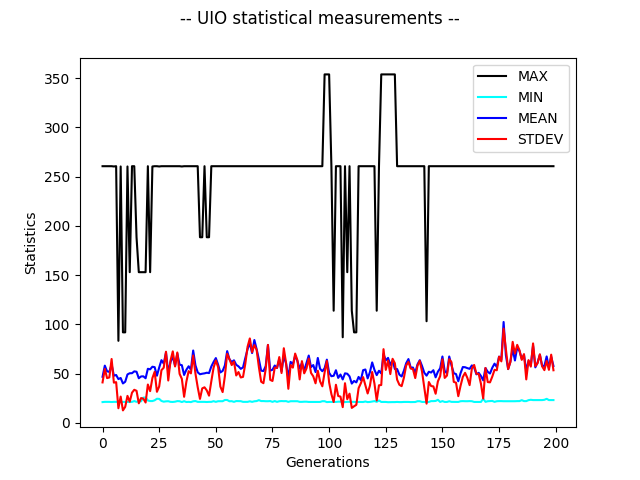 -- UIO statistical measurements --
MAX
MIN
MEAN
STDEV
Statistics
350
300
250
200
150
100
50
0
0 25 50 75 100 125 150 175 200
Generations